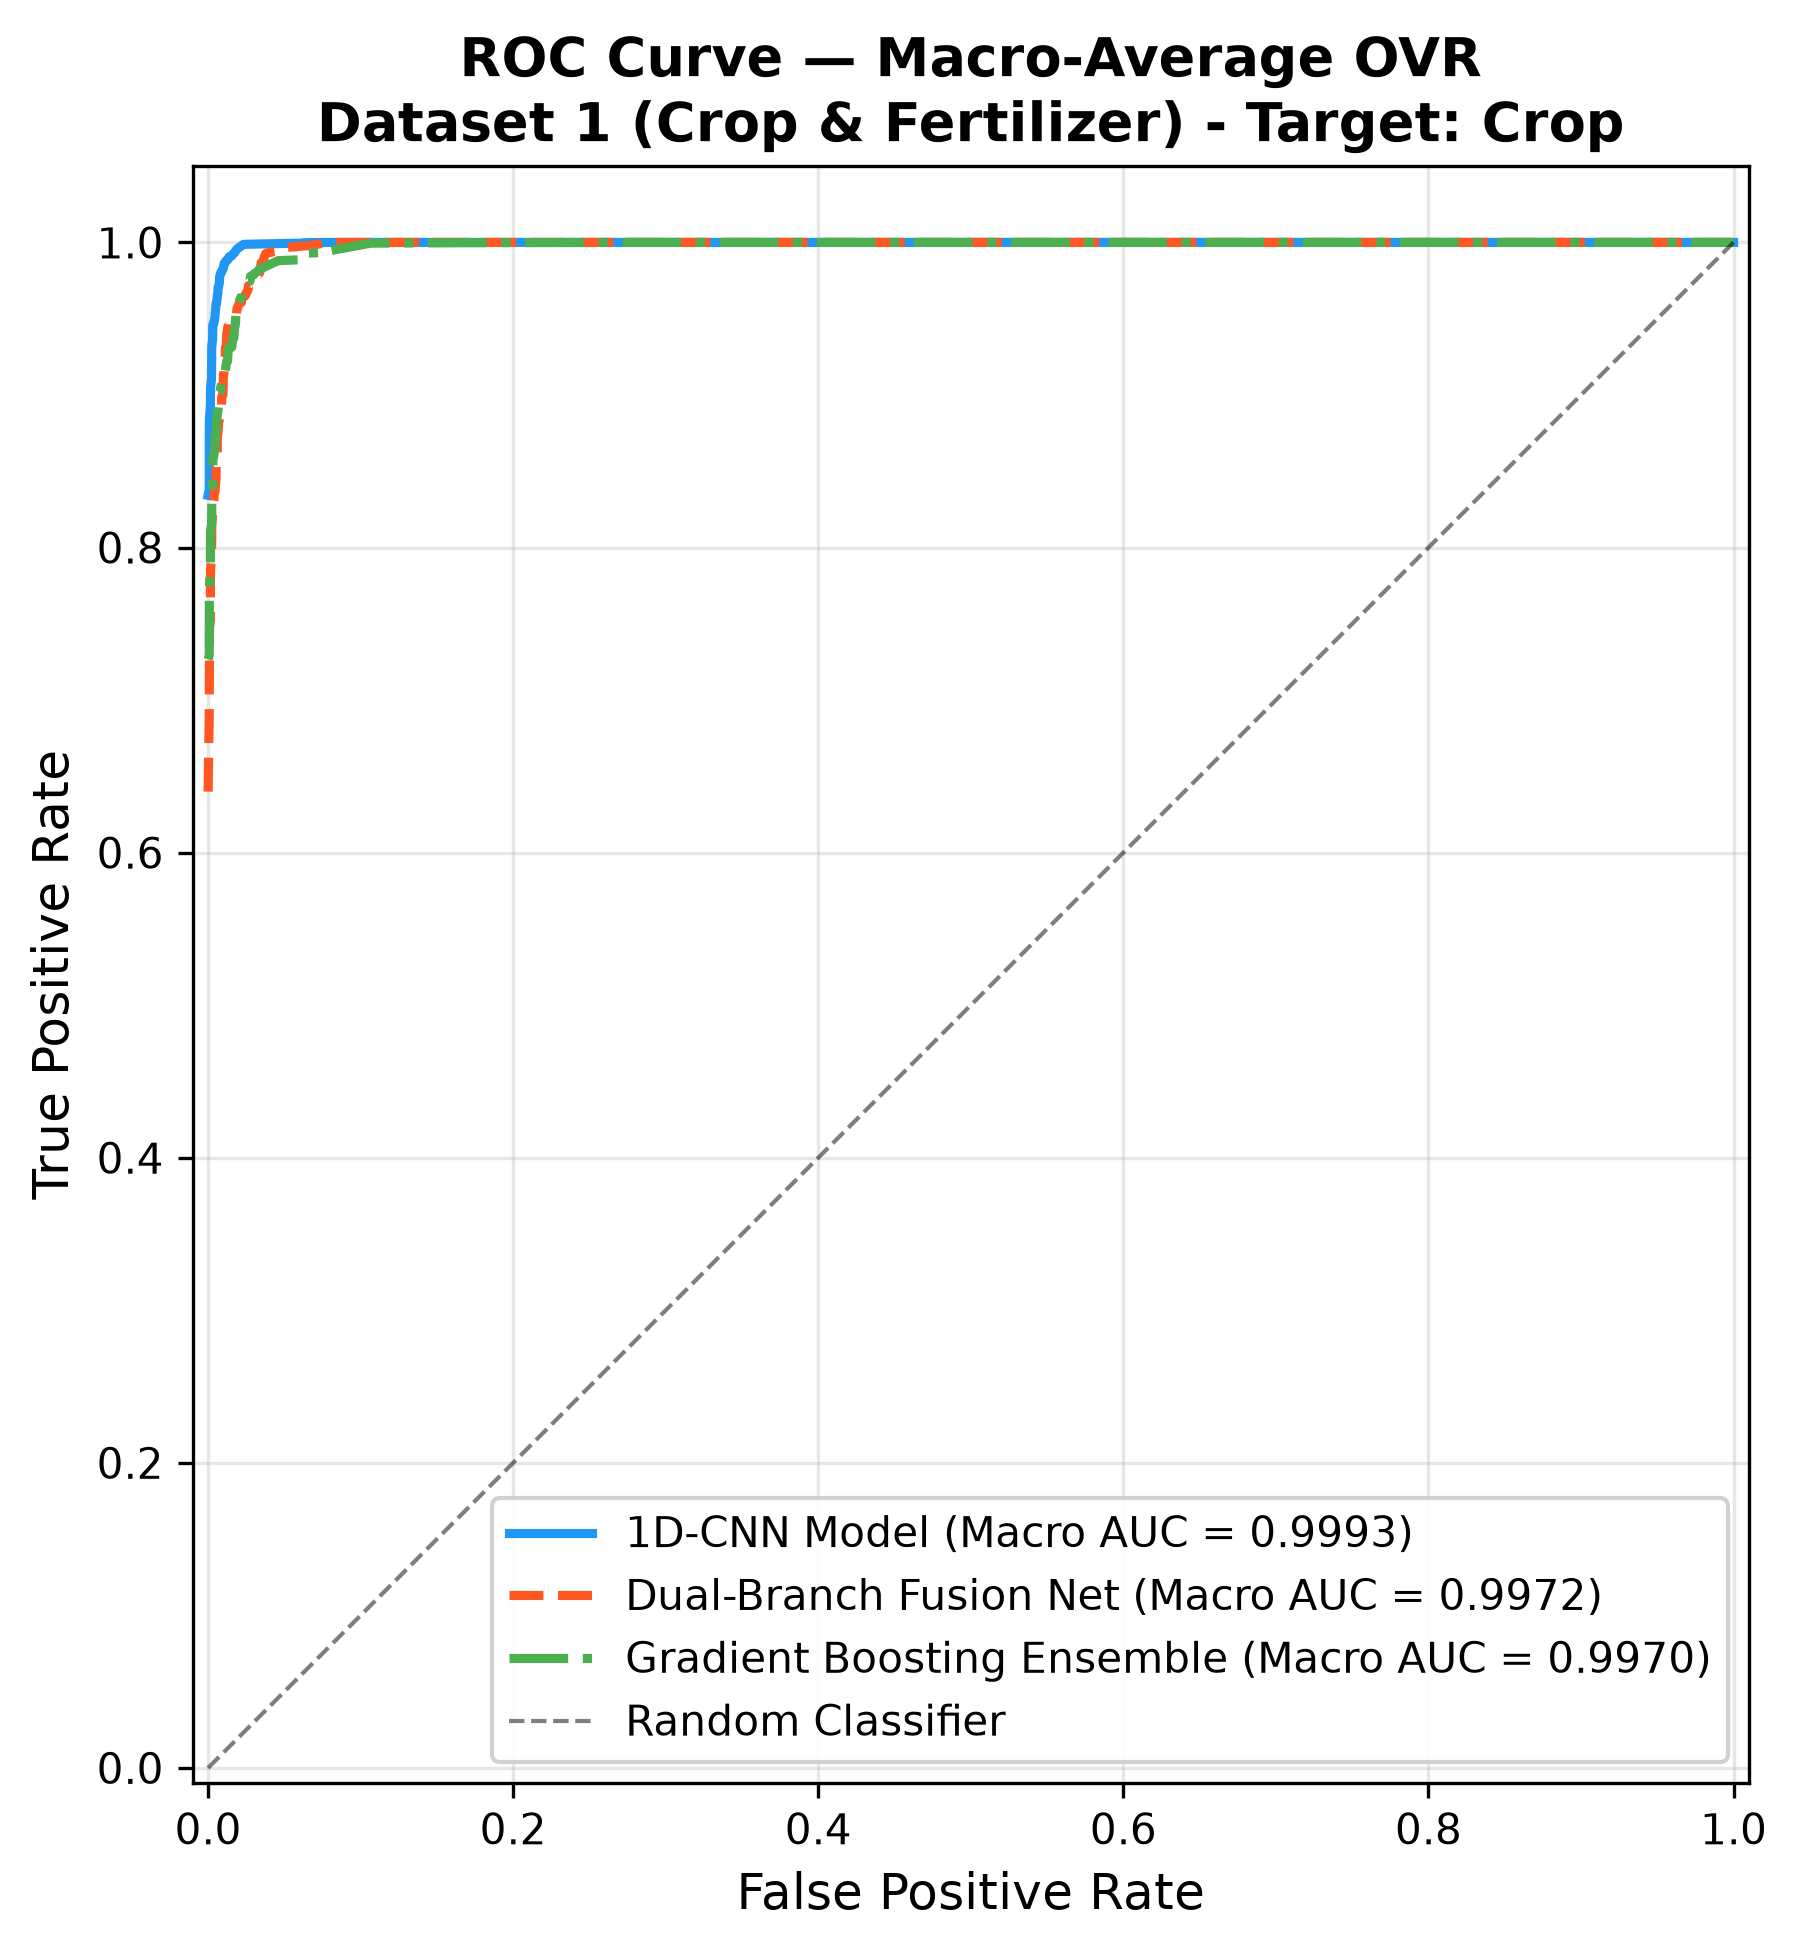 ROC Curve — Macro-Average OVR
Dataset 1 (Crop & Fertilizer) - Target: Crop
True Positive Rate
1.0
0.8
0.6
0.4
0.2
0.0
1D-CNN Model (Macro AUC = 0.9993)
Dual-Branch Fusion Net (Macro AUC = 0.9972)
Gradient Boosting Ensemble (Macro AUC = 0.9970)
Random Classifier
0.0 0.2 0.4 0.6 0.8 1.0
False Positive Rate